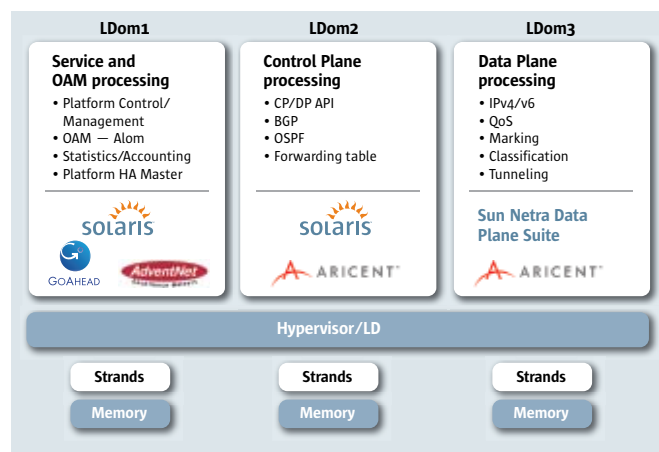 LDom1
Service and
OAM processing
• Platform Control/
Management
• OAM — Alom
• Statistics/Accounting
• Platform HA Master
solaris
GOAHEAD
AdventNet
LDom2
Control Plane
processing
• CP/DP API
• BGP
• OSPF
• Forwarding table
solaris
ARICENT
LDom3
Data Plane
processing
• IPv4/v6
• QoS
• Marking
• Classification
• Tunneling
Sun Netra Data
Plane Suite
ARICENT
Hypervisor/LD
Strands
Memory
Strands
Memory
Strands
Memory